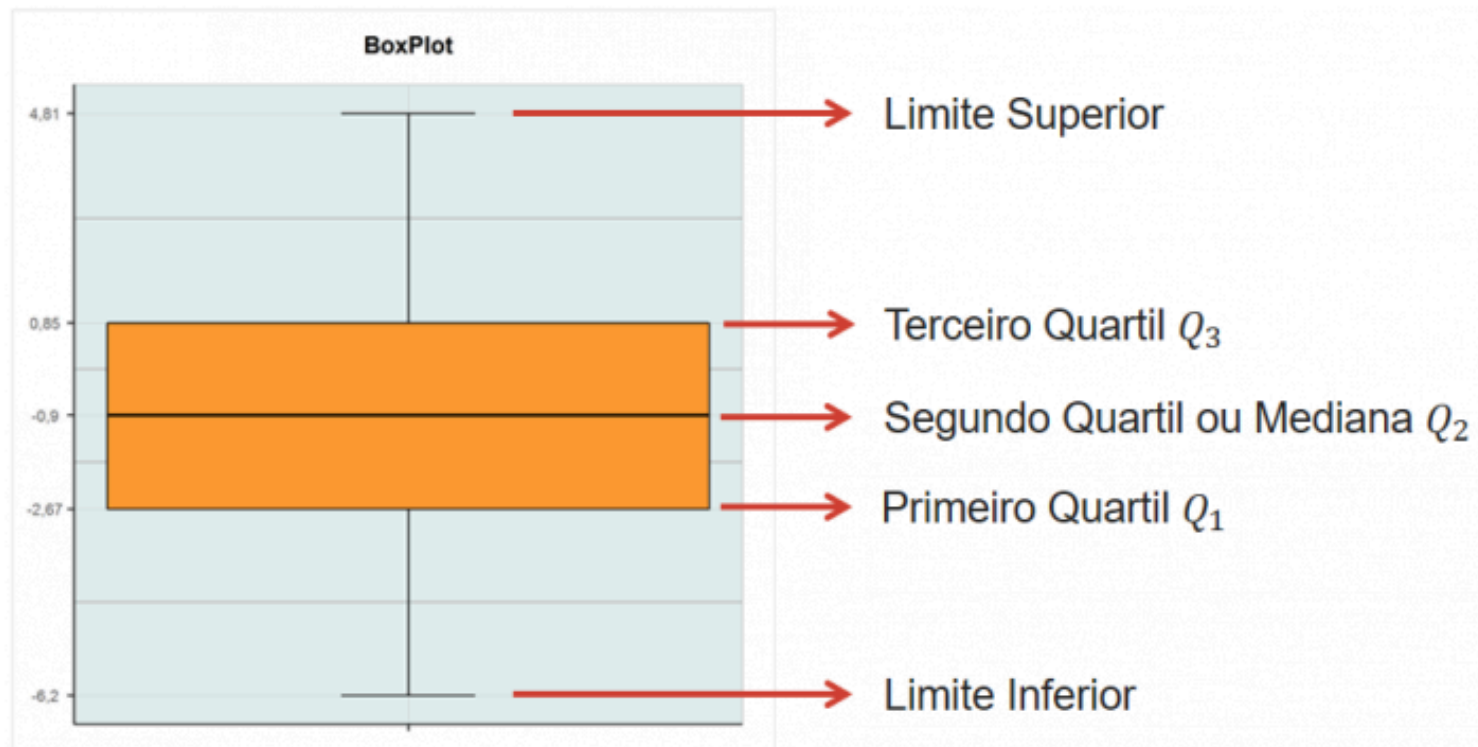 BoxPlot
4,81
Limite Superior
0,85
Terceiro Quartil Q₃
-0,9
Segundo Quartil ou Mediana Q₂
-2,67
Primeiro Quartil Q₁
-6,2
Limite Inferior